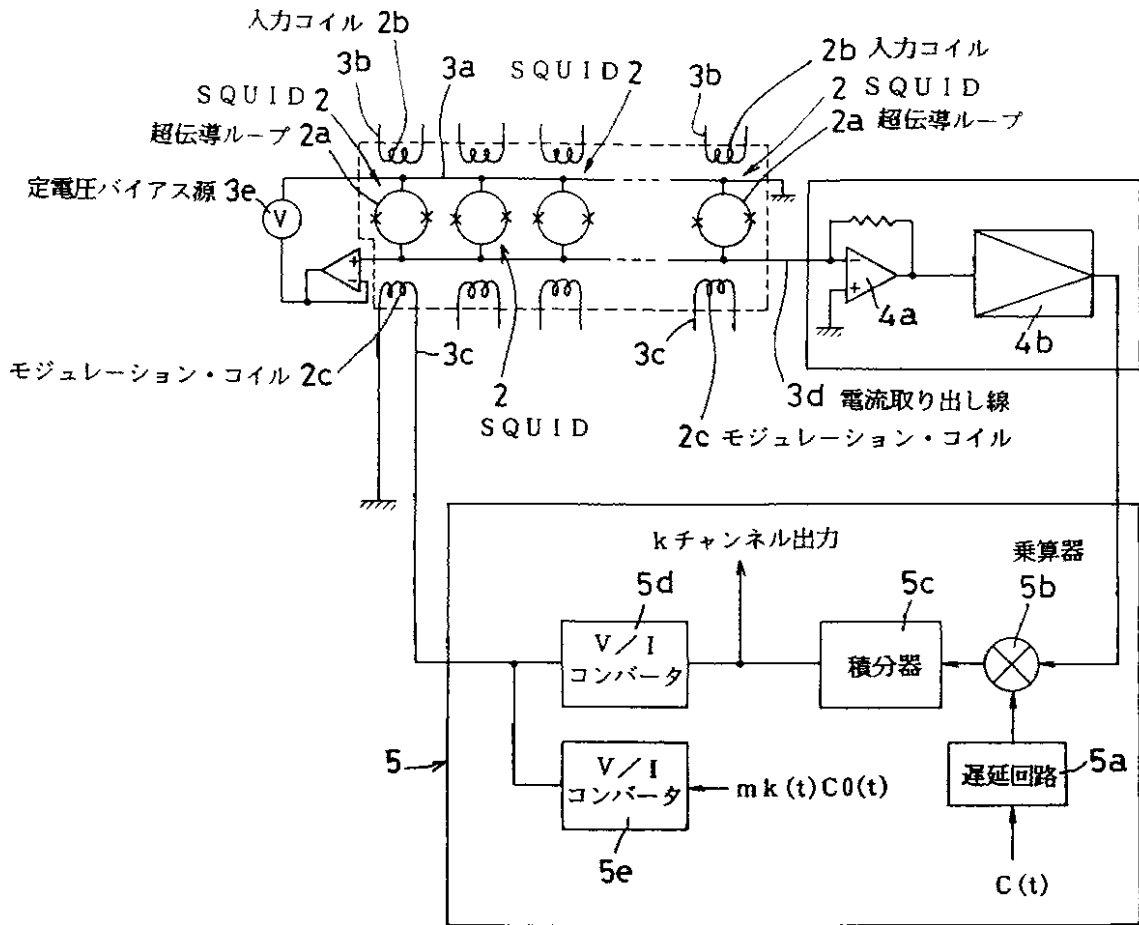 入力コイル 2b
3b
3a
SQUID 2
3b
2b 入力コイル
2 SQUID
SQUID 2
超伝導ループ 2a
2a 超伝導ループ
定電圧バイアス源 3e
V
+
-
-
+
4a
4b
3c
3c
モジュレーション・コイル 2c
2
SQUID
3d 電流取り出し線
2c モジュレーション・コイル
kチャンネル出力
乗算器
5b
5d
5c
V/I
コンバータ
積分器
5
V/I
コンバータ
mk(t)C0(t)
遅延回路
5a
5e
C(t)